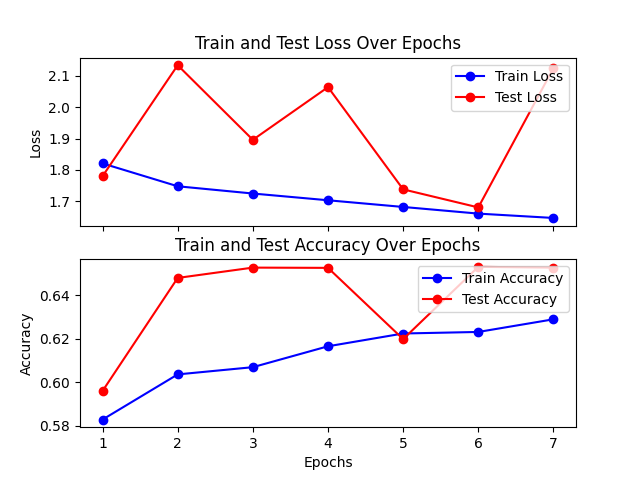 Train and Test Loss Over Epochs
2.1
2.0
1.9
1.8
1.7
Loss
Train Loss
Test Loss
Train and Test Accuracy Over Epochs
0.64
0.62
0.60
0.58
Accuracy
Train Accuracy
Test Accuracy
1 2 3 4 5 6 7
Epochs